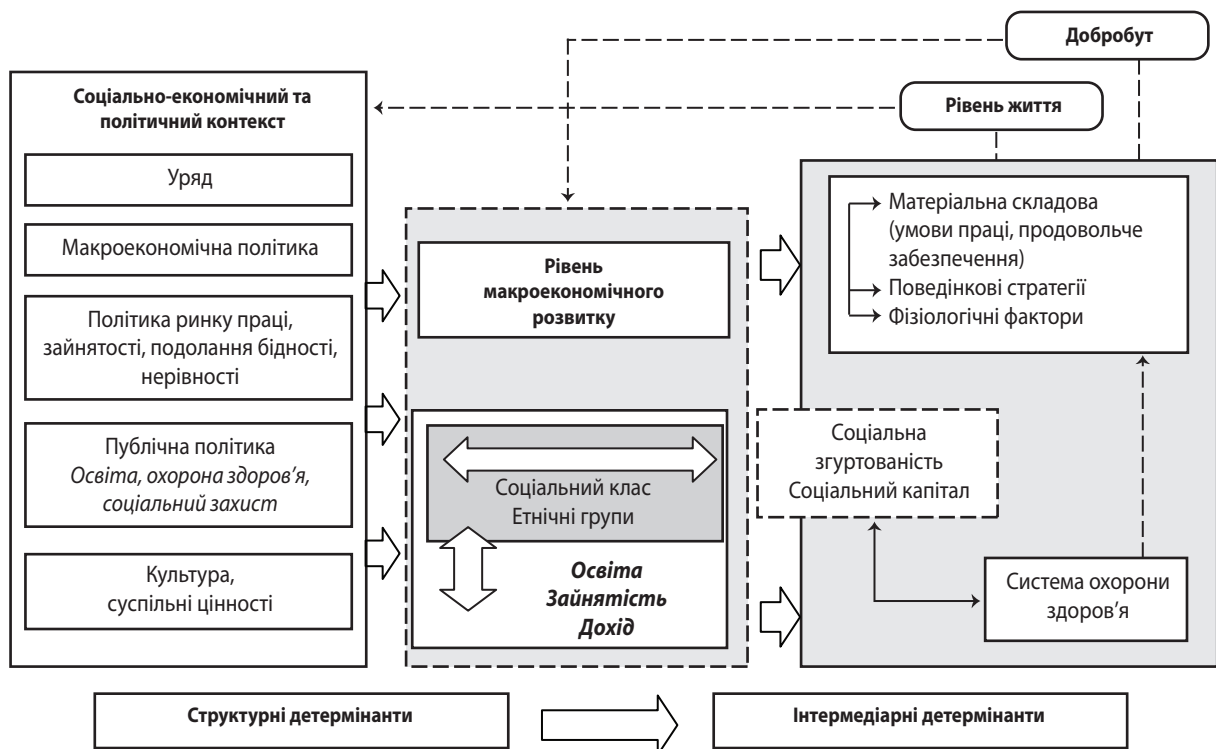 Добробут
Рівень життя
Соціально-економічний та
політичний контекст
Уряд
Макроекономічна політика
Політика ринку праці,
зайнятості, подолання бідності,
нерівності
Публічна політика
Освіта, охорона здоров’я,
соціальний захист
Культура,
суспільні цінності
Рівень
макроекономічного
розвитку
Соціальний клас
Етнічні групи
Освіта
Зайнятість
Дохід
Матеріальна складова
(умови праці, продовольче
забезпечення)
Поведінкові стратегії
Фізіологічні фактори
Соціальна
згуртованість
Соціальний капітал
Система охорони
здоров’я
Структурні детермінанти
Інтермедіарні детермінанти